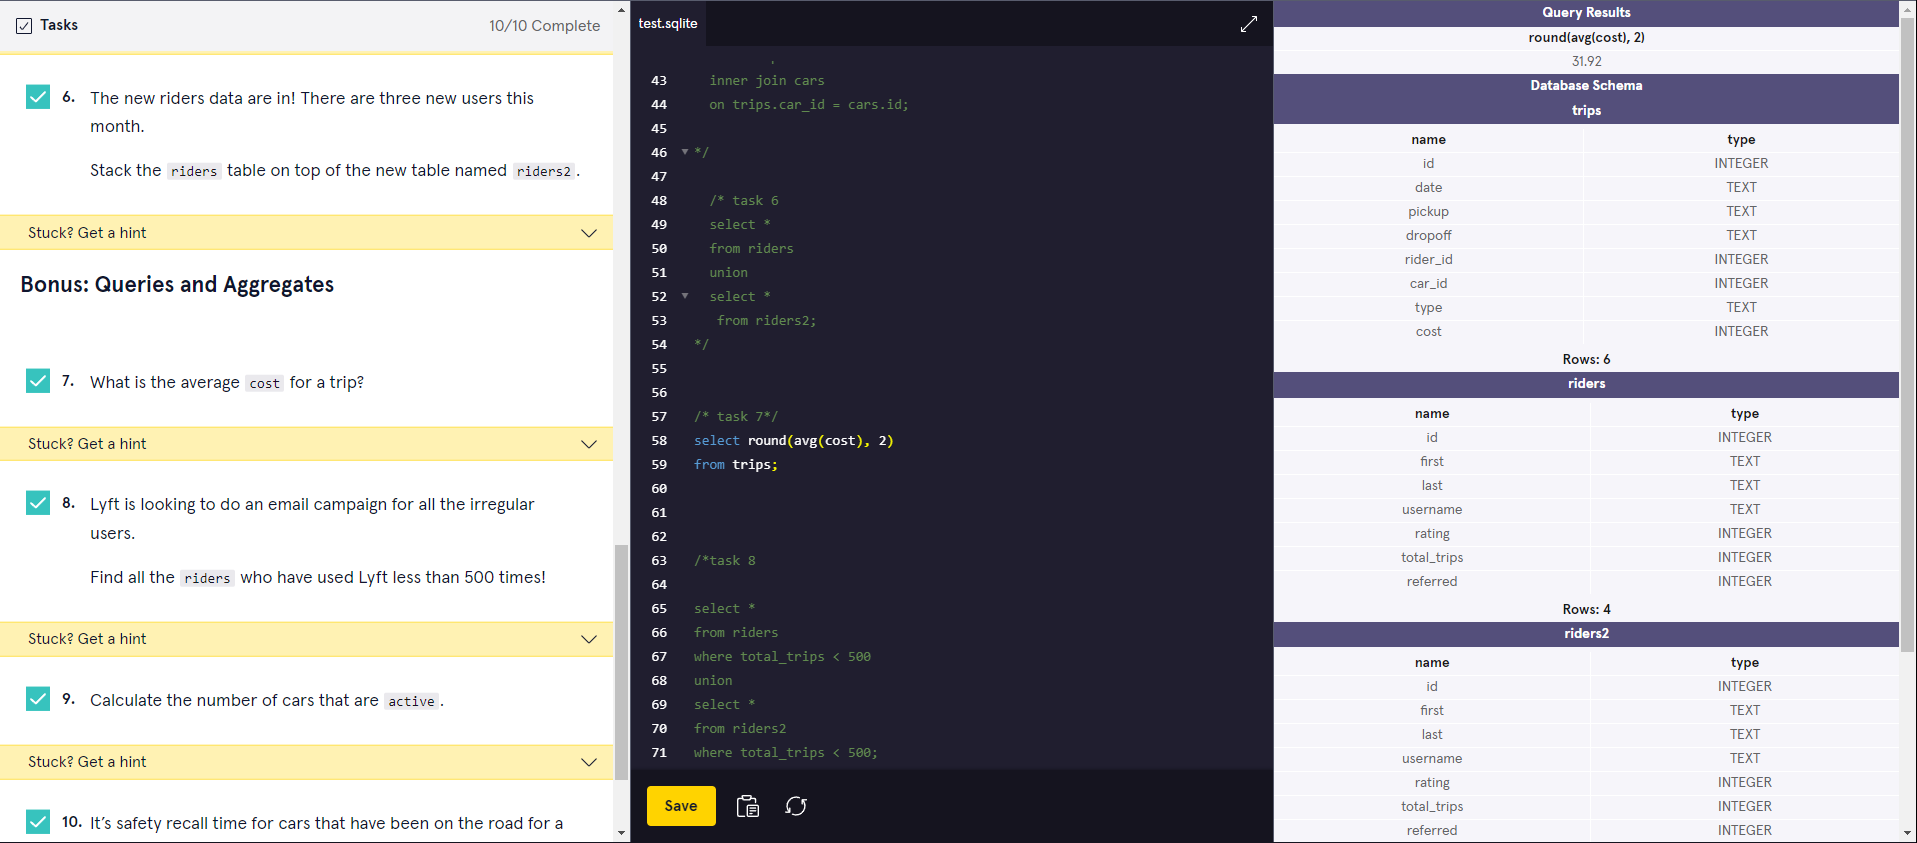 Tasks
10/10 Complete
6. The new riders data are in! There are three new users this
month.
Stack the riders table on top of the new table named riders2.
Stuck? Get a hint
Bonus: Queries and Aggregates
7. What is the average cost for a trip?
Stuck? Get a hint
8. Lyft is looking to do an email campaign for all the irregular
users.
Find all the riders who have used Lyft less than 500 times!
Stuck? Get a hint
9. Calculate the number of cars that are active.
Stuck? Get a hint
10. It's safety recall time for cars that have been on the road for a
test.sqlite
43 inner join cars
44 on trips.car_id = cars.id;
45
46 */
47
48 /* task 6
49 select *
50 from riders
51 union
52 select *
53 from riders2;
54 */
55
56
57 /* task 7*/
58 select round(avg(cost), 2)
59 from trips;
60
61
62
63 /*task 8
64
65 select *
66 from riders
67 where total_trips < 500
68 union
69 select *
70 from riders2
71 where total_trips < 500;
Save
Query Results
round(avg(cost), 2)
31.92
Database Schema
trips
name type
id INTEGER
date TEXT
pickup TEXT
dropoff TEXT
rider_id INTEGER
car_id INTEGER
type TEXT
cost INTEGER
Rows: 6
riders
name type
id INTEGER
first TEXT
last TEXT
username TEXT
rating INTEGER
total_trips INTEGER
referred INTEGER
Rows: 4
riders2
name type
id INTEGER
first TEXT
last TEXT
username TEXT
rating INTEGER
total_trips INTEGER
referred INTEGER